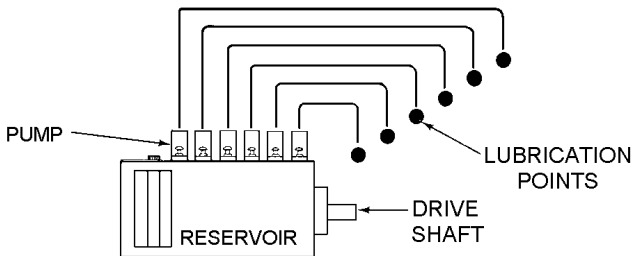 PUMP
LUBRICATION
POINTS
DRIVE
SHAFT
RESERVOIR